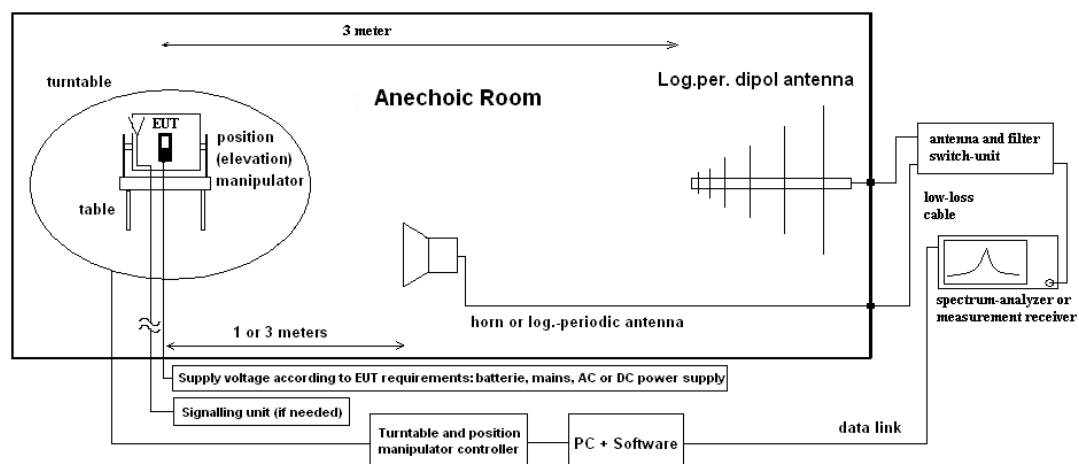 3 meter
turntable
Log.per. dipol antenna
Anechoic Room
EUT
position
(elevation)
manipulator
table
antenna and filter
switch-unit
low-loss
cable
spectrum-analyzer or
measurement receiver
horn or log.-periodic antenna
1 or 3 meters
Supply voltage according to EUT requirements: batterie, mains, AC or DC power supply
Signalling unit (if needed)
Turntable and position
manipulator controller
PC + Software
data link